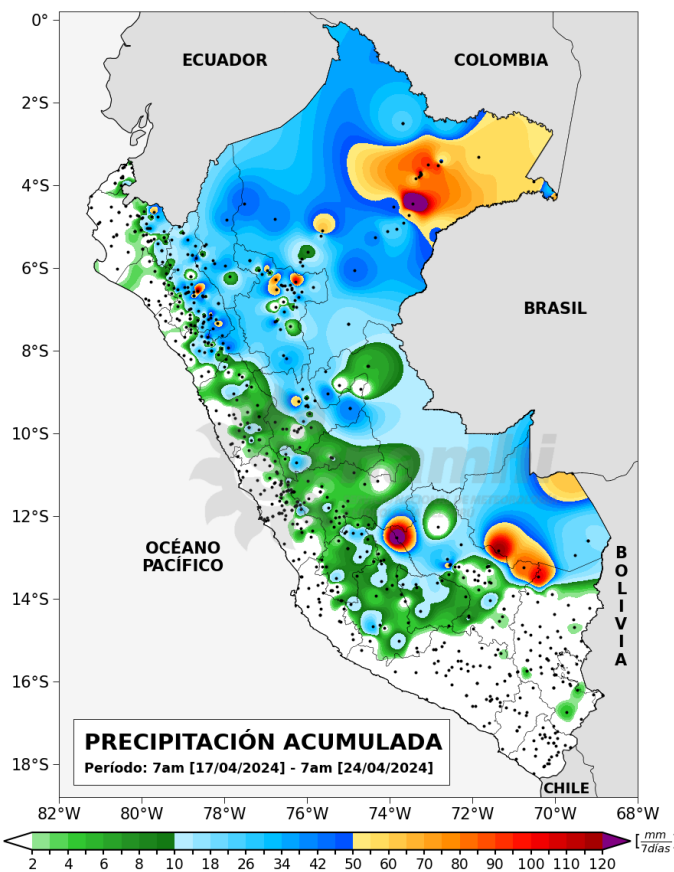 0°
2°S
4°S
6°S
8°S
10°S
12°S
14°S
16°S
18°S
ECUADOR
COLOMBIA
BRASIL
OCÉANO
PACÍFICO
B
O
L
I
V
I
A
CHILE
PRECIPITACIÓN ACUMULADA
Período: 7am [17/04/2024] - 7am [24/04/2024]
82°W 80°W 78°W 76°W 74°W 72°W 70°W 68°W
2 4 6 8 10 18 26 34 42 50 60 70 80 90 100 110 120
[mm/7días]